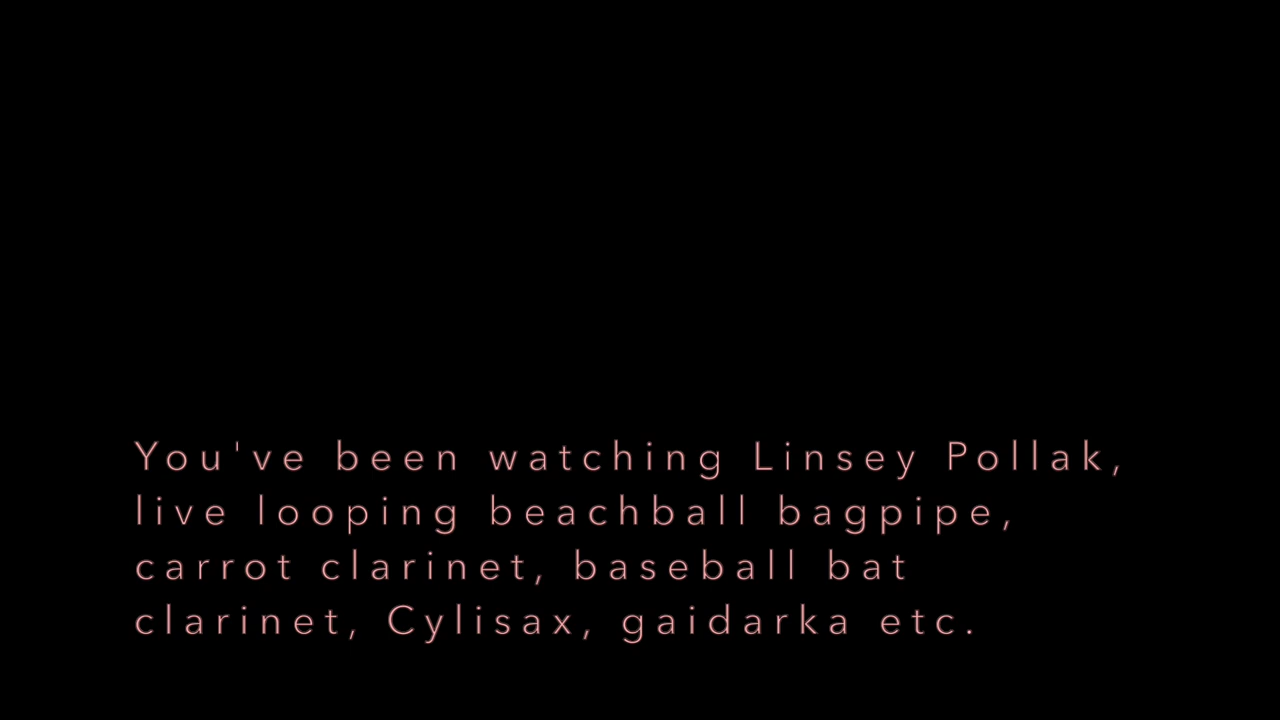 You've been watching Linsey Pollak,
live looping beachball bagpipe,
carrot clarinet, baseball bat
clarinet, Cylisax, gaidarka etc.